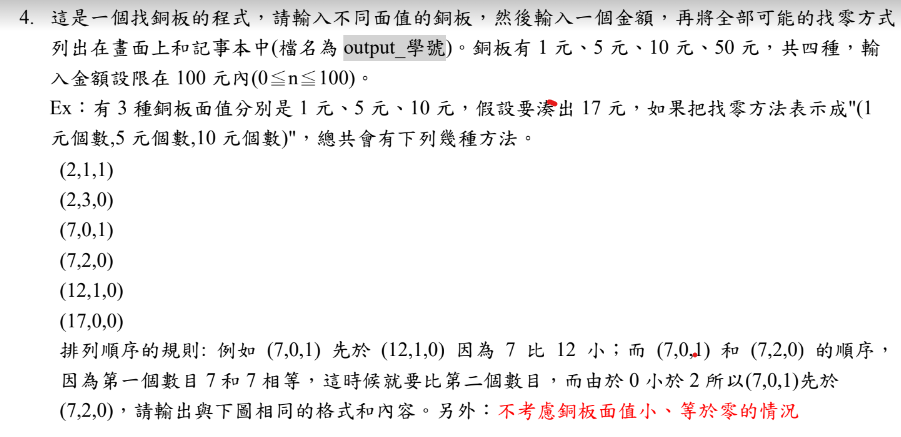 4. 這是一個找銅板的程式，請輸入不同面值的銅板，然後輸入一個金額，再將全部可能的找零方式
列出在畫面上和記事本中(檔名為 output_學號)。銅板有 1 元、5 元、10 元、50 元，共四種，輸
入金額設限在 100 元內(0≦n≦100)。
Ex：有 3 種銅板面值分別是 1 元、5 元、10 元，假設要湊出 17 元，如果把找零方法表示成"(1
元個數,5 元個數,10 元個數)"，總共會有下列幾種方法。
(2,1,1)
(2,3,0)
(7,0,1)
(7,2,0)
(12,1,0)
(17,0,0)
排列順序的規則: 例如 (7,0,1) 先於 (12,1,0) 因為 7 比 12 小；而 (7,0,1) 和 (7,2,0) 的順序，
因為第一個數目 7 和 7 相等，這時候就要比第二個數目，而由於 0 小於 2 所以(7,0,1)先於
(7,2,0)，請輸出與下圖相同的格式和內容。另外：不考慮銅板面值小、等於零的情況